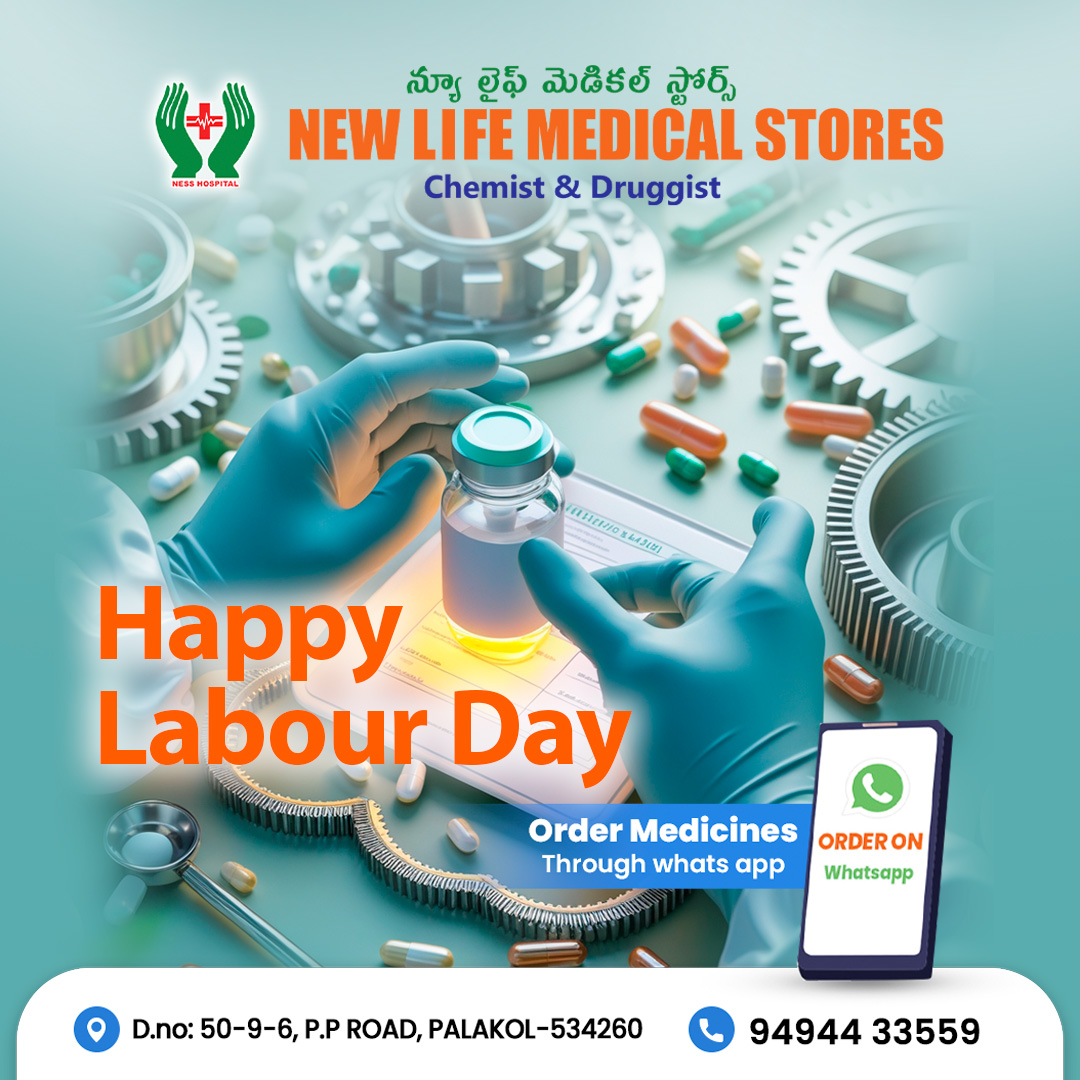 న్యూ లైఫ్ మెడికల్ స్టోర్స్
NEW LIFE MEDICAL STORES
Chemist & Druggist
NESS HOSPITAL
Happy
Labour Day
Order Medicines
Through whats app
ORDER ON
Whatsapp
D.no: 50-9-6, P.P ROAD, PALAKOL-534260
94944 33559